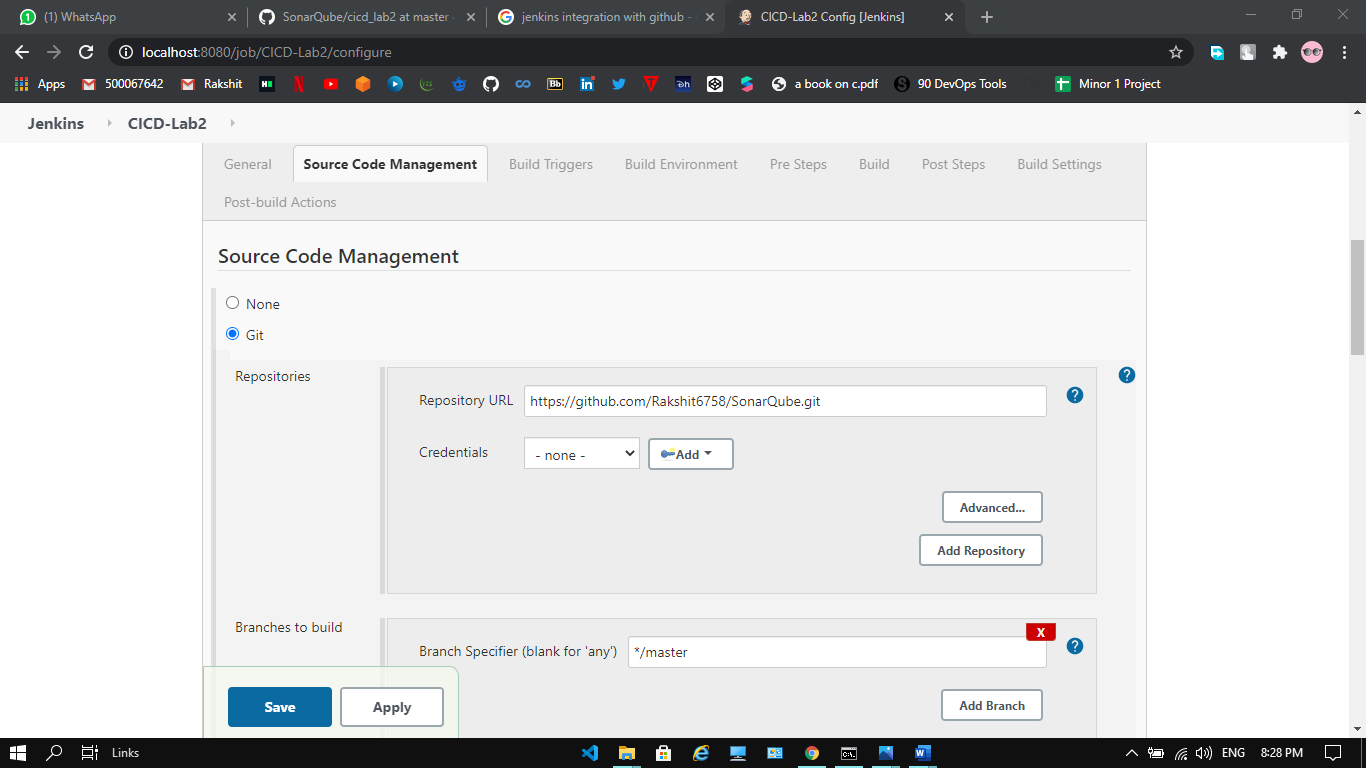 (1) WhatsApp
SonarQube/cicd_lab2 at master
jenkins integration with github -
CICD-Lab2 Config [Jenkins]
localhost:8080/job/CICD-Lab2/configure
Apps
500067642
Rakshit
Bb
a book on c.pdf
90 DevOps Tools
Minor 1 Project
Jenkins
CICD-Lab2
General
Source Code Management
Build Triggers
Build Environment
Pre Steps
Build
Post Steps
Build Settings
Post-build Actions
Source Code Management
None
Git
Repositories
Repository URL
https://github.com/Rakshit6758/SonarQube.git
?
?
Credentials
- none -
Add
Advanced...
Add Repository
Branches to build
X
Branch Specifier (blank for 'any')
*/master
?
Add Branch
Save
Apply
Links
ENG
8:28 PM